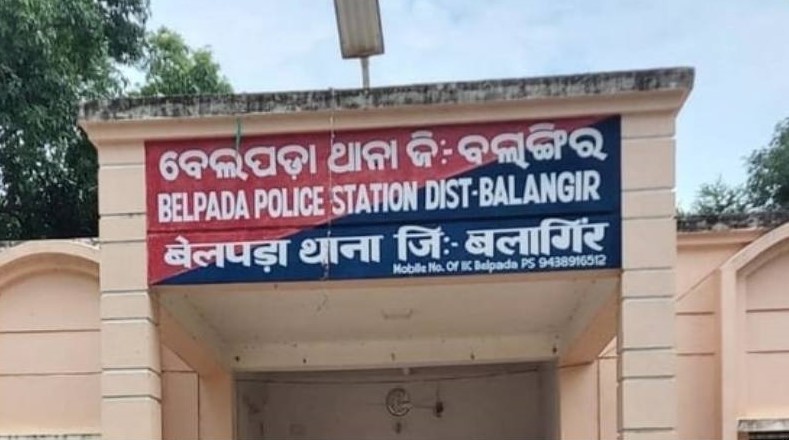 ବେଲପଡ଼ା ଥାନା ଜି:- ବଲାଙ୍ଗିର
BELPADA POLICE STATION DIST-BALANGIR
बेलपड़ा थाना जिः- बलागिंर
Mobile No. Of IIC Belpada PS 9438916512